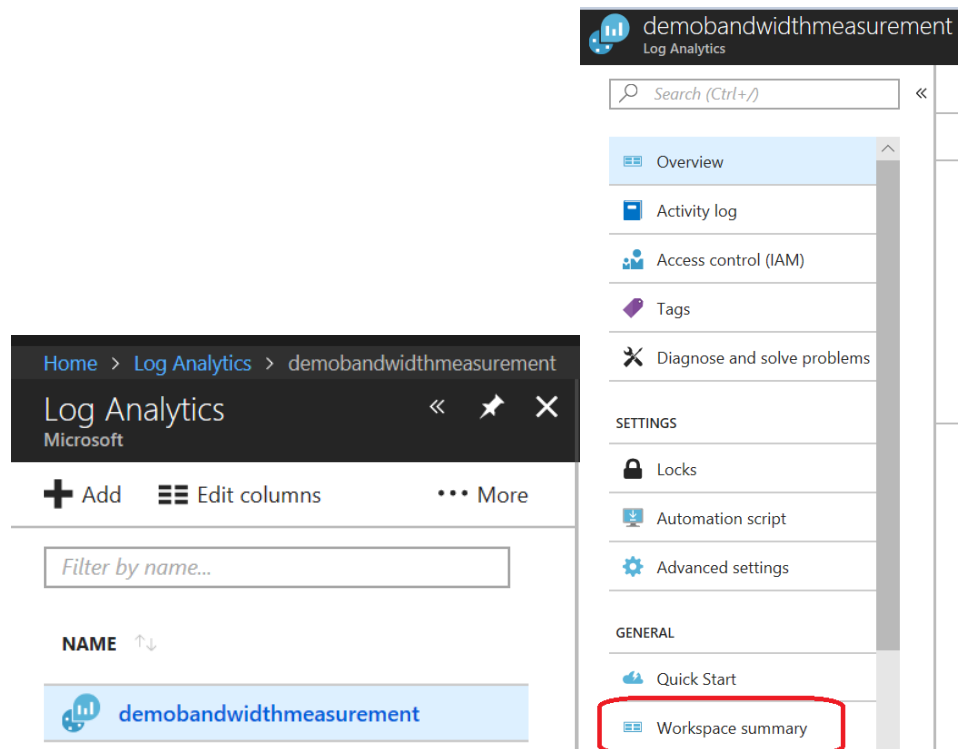 Home > Log Analytics > demobandwidthmeasurement
Log Analytics
Microsoft
Add
Edit columns
More
Filter by name...
NAME
demobandwidthmeasurement
demobandwidthmeasurement
Log Analytics
Search (Ctrl+/)
Overview
Activity log
Access control (IAM)
Tags
Diagnose and solve problems
SETTINGS
Locks
Automation script
Advanced settings
GENERAL
Quick Start
Workspace summary